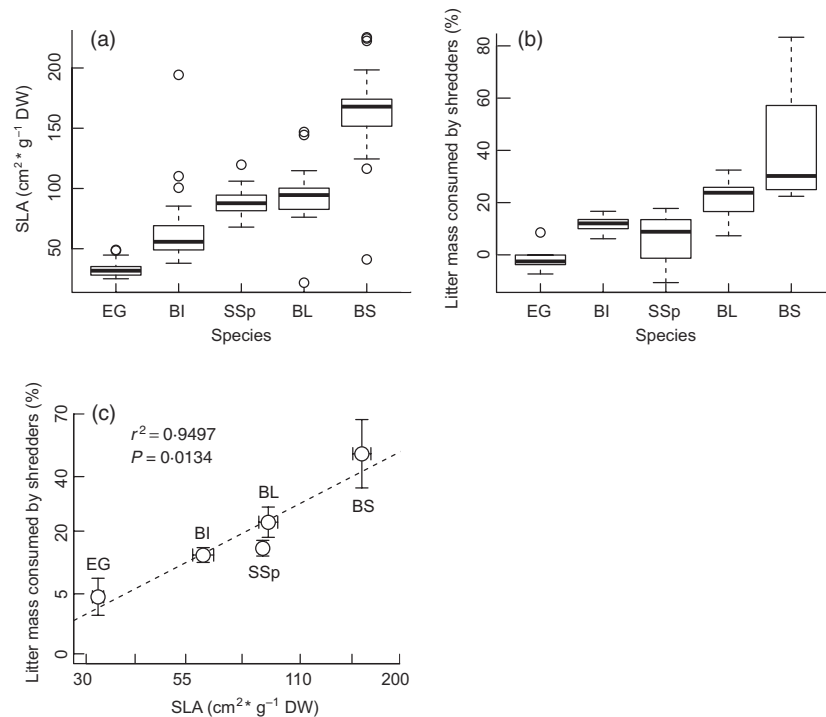 (a)
SLA (cm² * g⁻¹ DW)
200
150
100
50
EG BI SSp BL BS
Species
(b)
Litter mass consumed by shredders (%)
80
60
40
20
0
EG BI SSp BL BS
Species
(c)
Litter mass consumed by shredders (%)
70
40
20
5
0
r² = 0·9497
P = 0·0134
EG
BI
BL
SSp
BS
30 55 110 200
SLA (cm² * g⁻¹ DW)